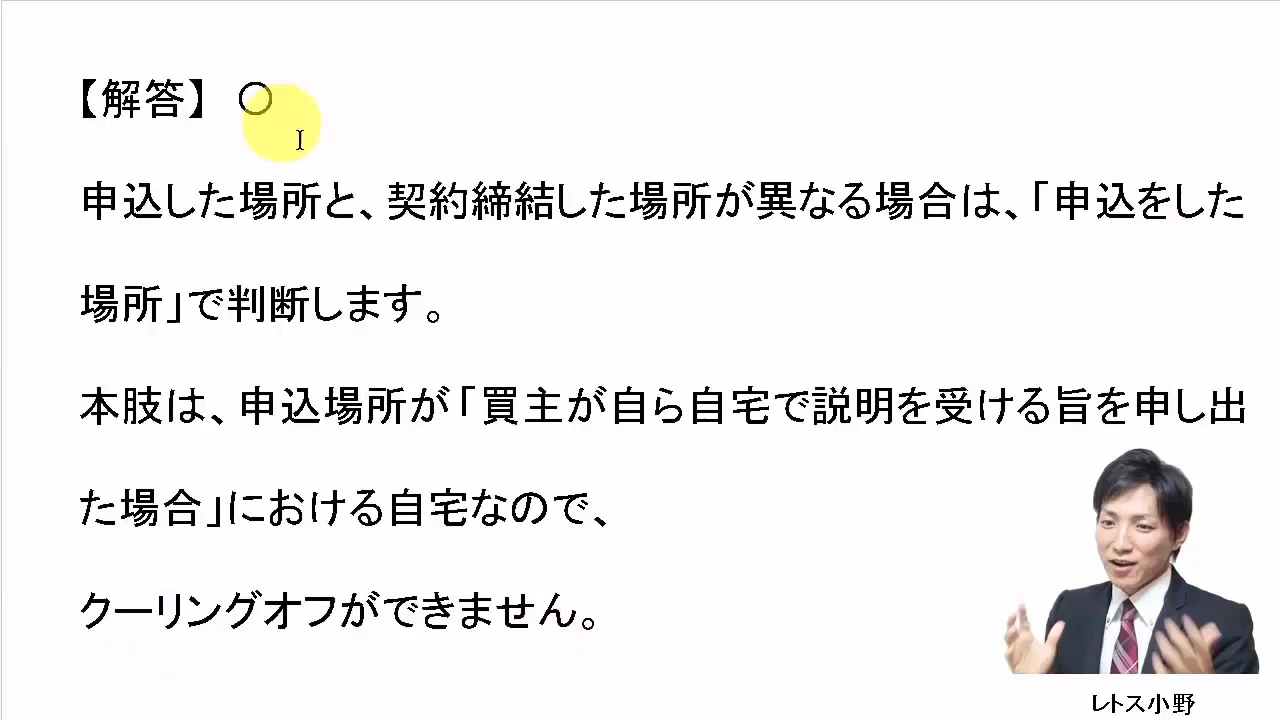 【解答】 〇
申込した場所と、契約締結した場所が異なる場合は、「申込をした
場所」で判断します。
本肢は、申込場所が「買主が自ら自宅で説明を受ける旨を申し出
た場合」における自宅なので、
クーリングオフができません。
レトス小野